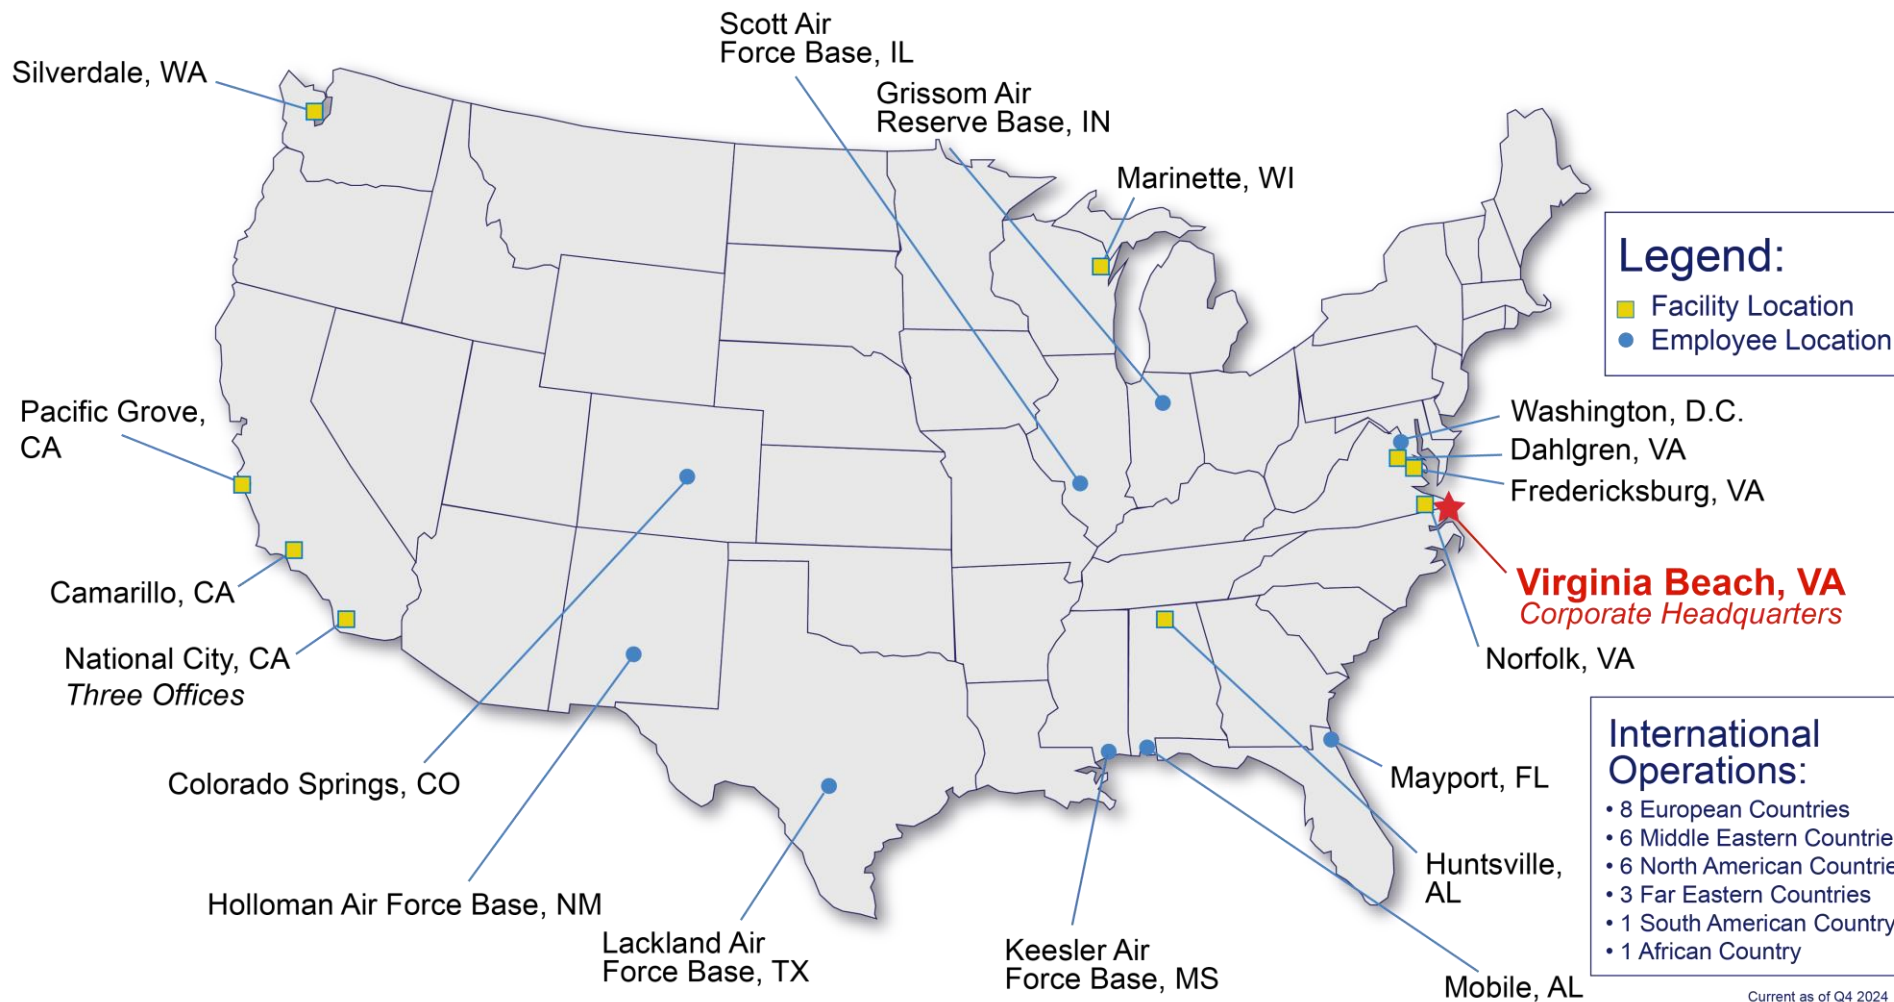 Scott Air
Force Base, IL
Silverdale, WA
Grissom Air
Reserve Base, IN
Marinette, WI
Legend:
Facility Location
Employee Location
Pacific Grove,
CA
Washington, D.C.
Dahlgren, VA
Fredericksburg, VA
Camarillo, CA
Virginia Beach, VA
Corporate Headquarters
National City, CA
Three Offices
Norfolk, VA
Colorado Springs, CO
Mayport, FL
International
Operations:
• 8 European Countries
• 6 Middle Eastern Countrie
• 6 North American Countrie
• 3 Far Eastern Countries
• 1 South American Country
• 1 African Country
Huntsville,
AL
Holloman Air Force Base, NM
Lackland Air
Force Base, TX
Keesler Air
Force Base, MS
Mobile, AL
Current as of Q4 2024